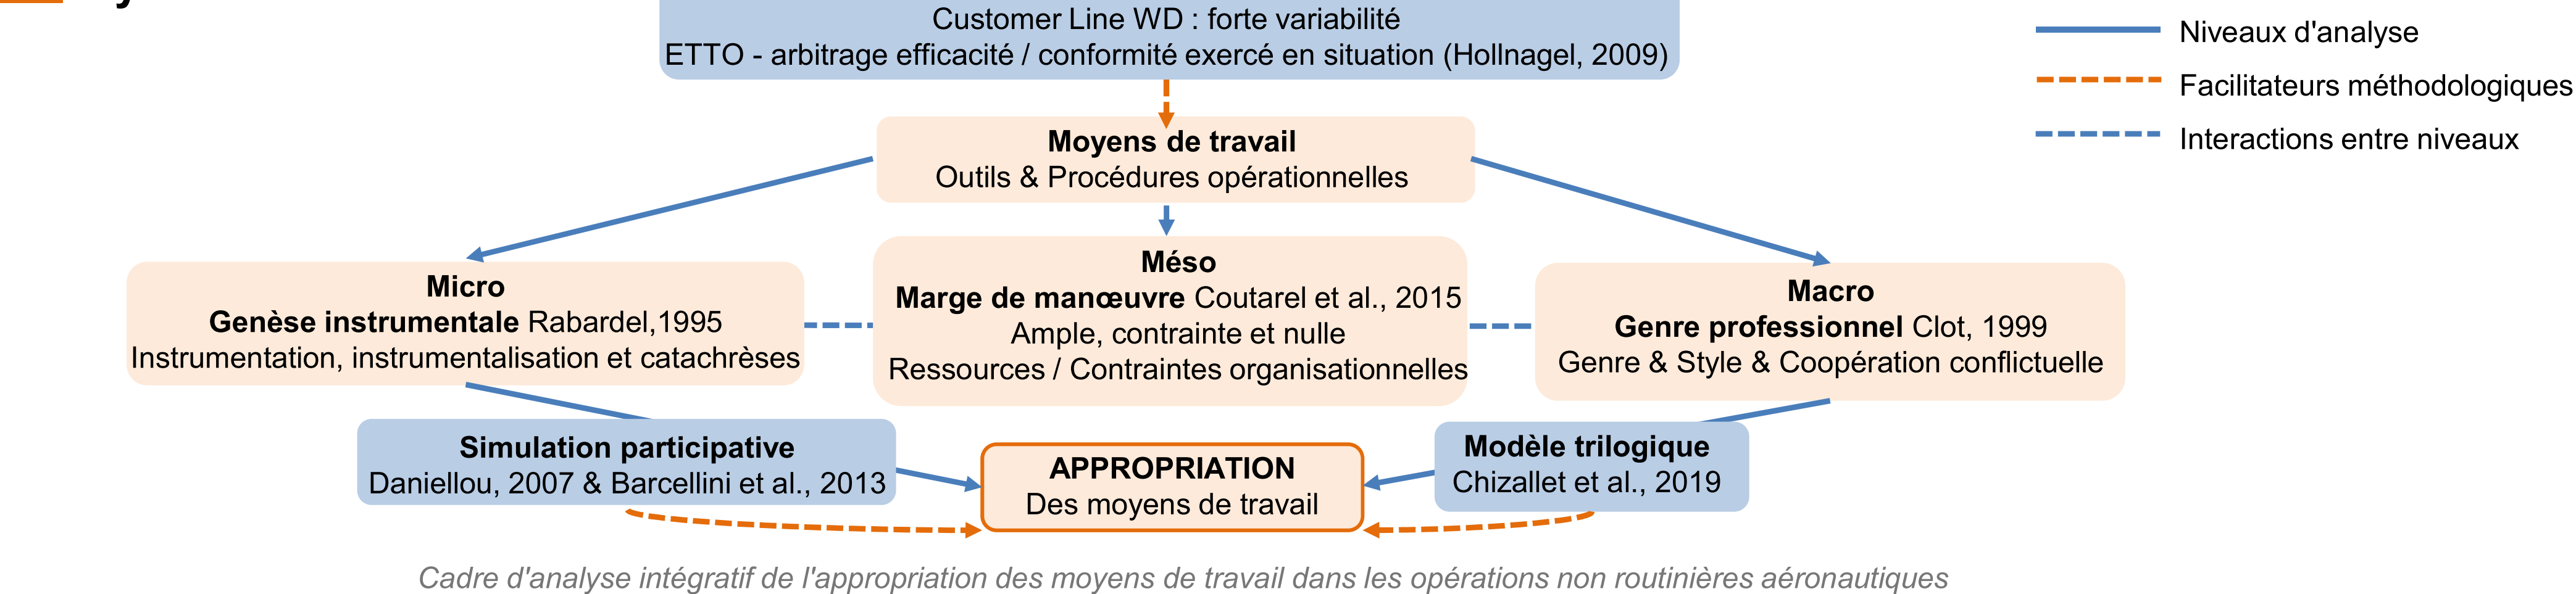 Customer Line WD : forte variabilité
ETTO - arbitrage efficacité / conformité exercé en situation (Hollnagel, 2009)
Niveaux d'analyse
Facilitateurs méthodologiques
Interactions entre niveaux
Moyens de travail
Outils & Procédures opérationnelles
Micro
Genèse instrumentale Rabardel,1995
Instrumentation, instrumentalisation et catachrèses
Méso
Marge de manœuvre Coutarel et al., 2015
Ample, contrainte et nulle
Ressources / Contraintes organisationnelles
Macro
Genre professionnel Clot, 1999
Genre & Style & Coopération conflictuelle
Simulation participative
Daniellou, 2007 & Barcellini et al., 2013
APPROPRIATION
Des moyens de travail
Modèle trilogique
Chizallet et al., 2019
Cadre d'analyse intégratif de l'appropriation des moyens de travail dans les opérations non routinières aéronautiques